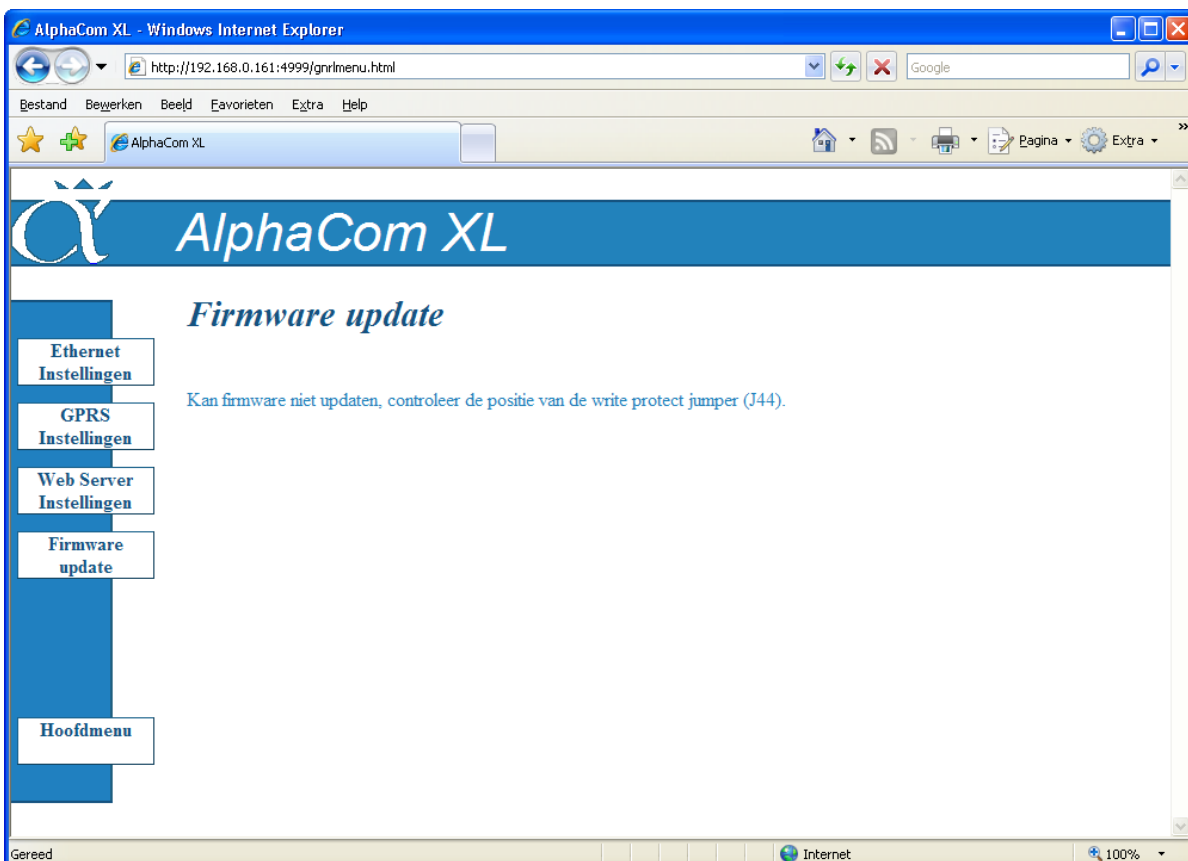 AlphaCom XL - Windows Internet Explorer
http://192.168.0.161:4999/gnrlmenu.html
Google
Bestand Bewerken Beeld Favorieten Extra Help
AlphaCom XL
Pagina
Extra
AlphaCom XL
Firmware update
Ethernet
Instellingen
Kan firmware niet updaten, controleer de positie van de write protect jumper (J44).
GPRS
Instellingen
Web Server
Instellingen
Firmware
update
Hoofdmenu
Gereed
Internet
100%